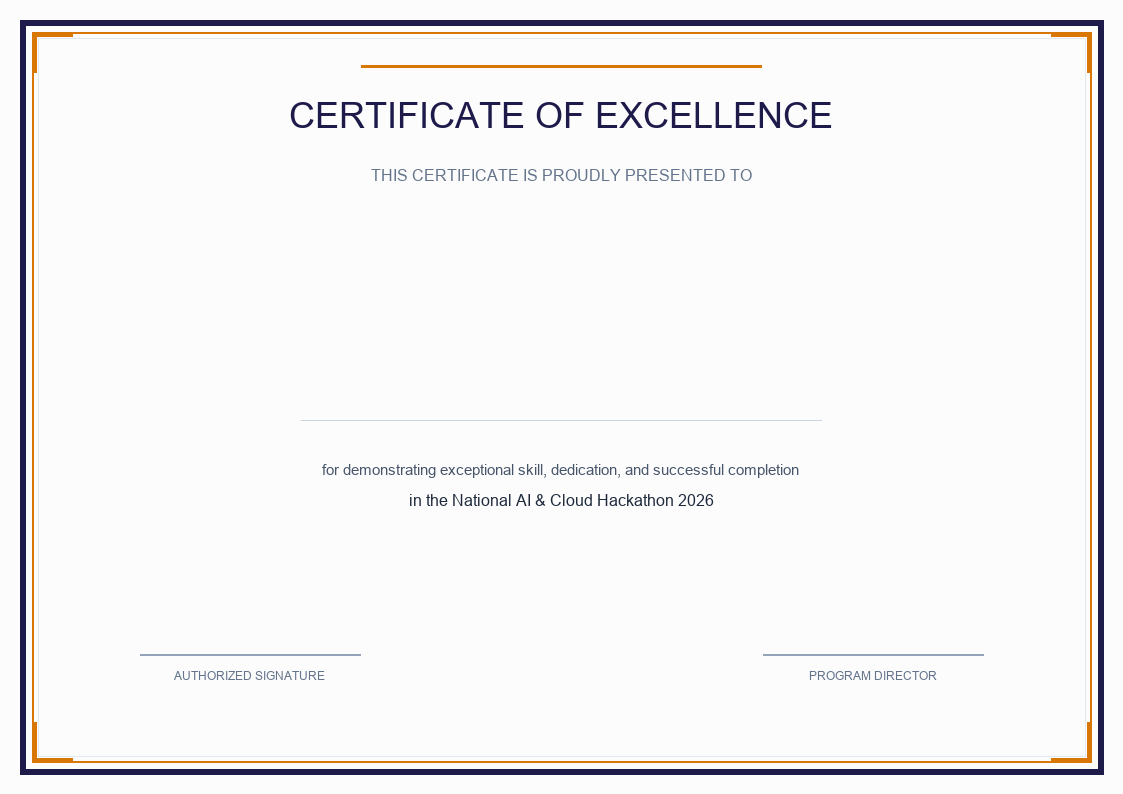 CERTIFICATE OF EXCELLENCE
THIS CERTIFICATE IS PROUDLY PRESENTED TO
for demonstrating exceptional skill, dedication, and successful completion
in the National AI & Cloud Hackathon 2026
AUTHORIZED SIGNATURE
PROGRAM DIRECTOR